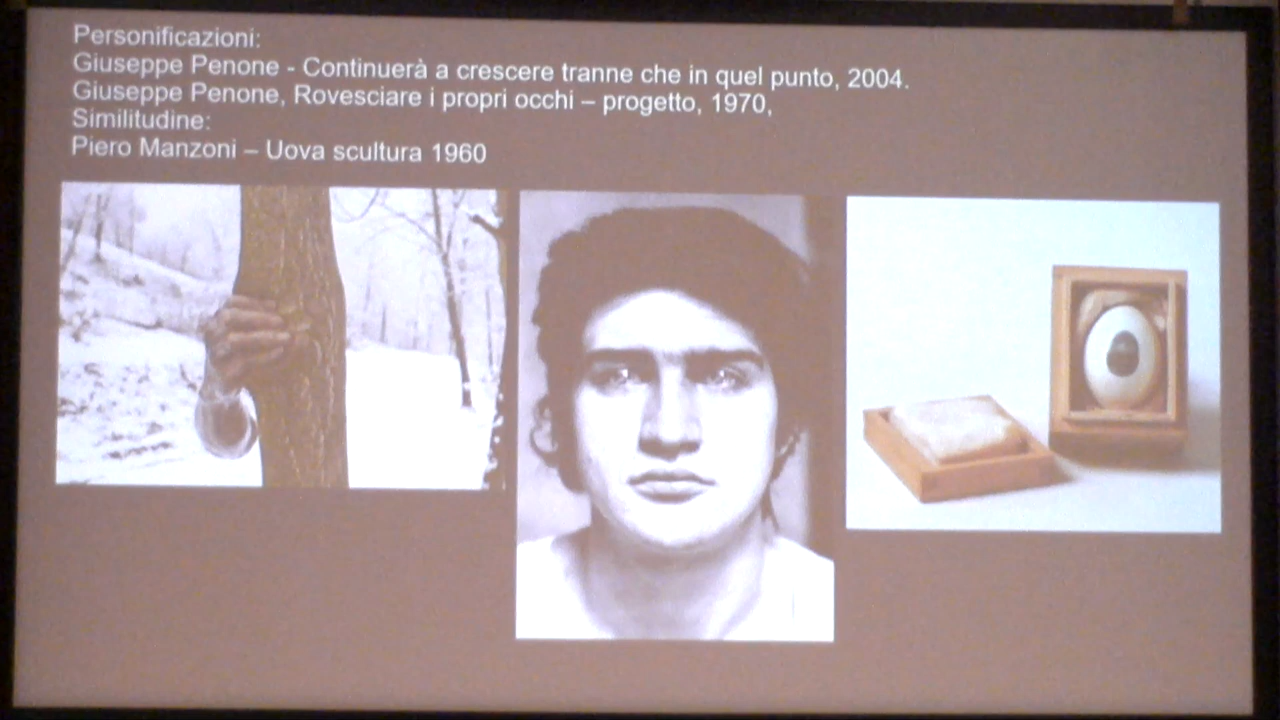 Personificazioni:
Giuseppe Penone - Continuerà a crescere tranne che in quel punto, 2004.
Giuseppe Penone, Rovesciare i propri occhi – progetto, 1970,
Similitudine:
Piero Manzoni – Uova scultura 1960